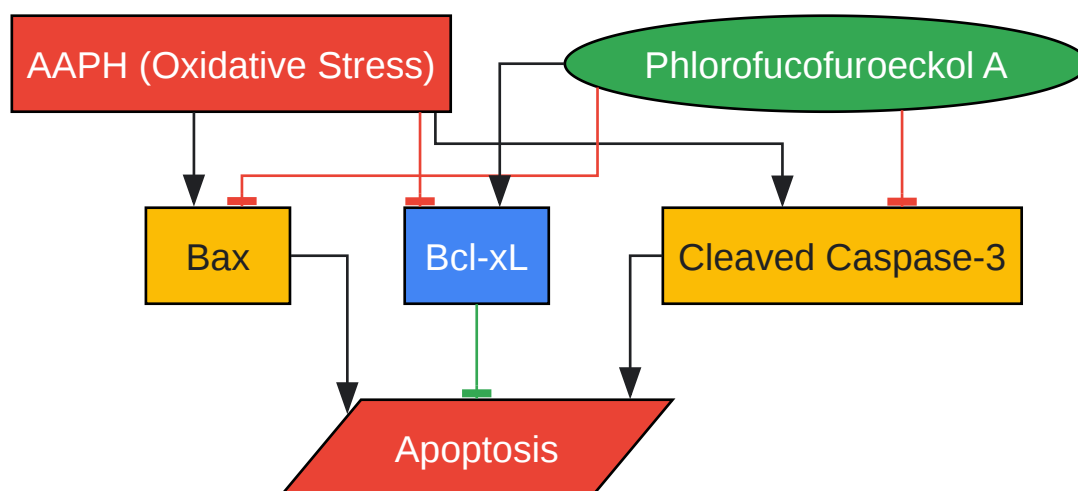 AAPH (Oxidative Stress)
Phlorofucofuroeckol A
Bax
Bcl-xL
Cleaved Caspase-3
Apoptosis